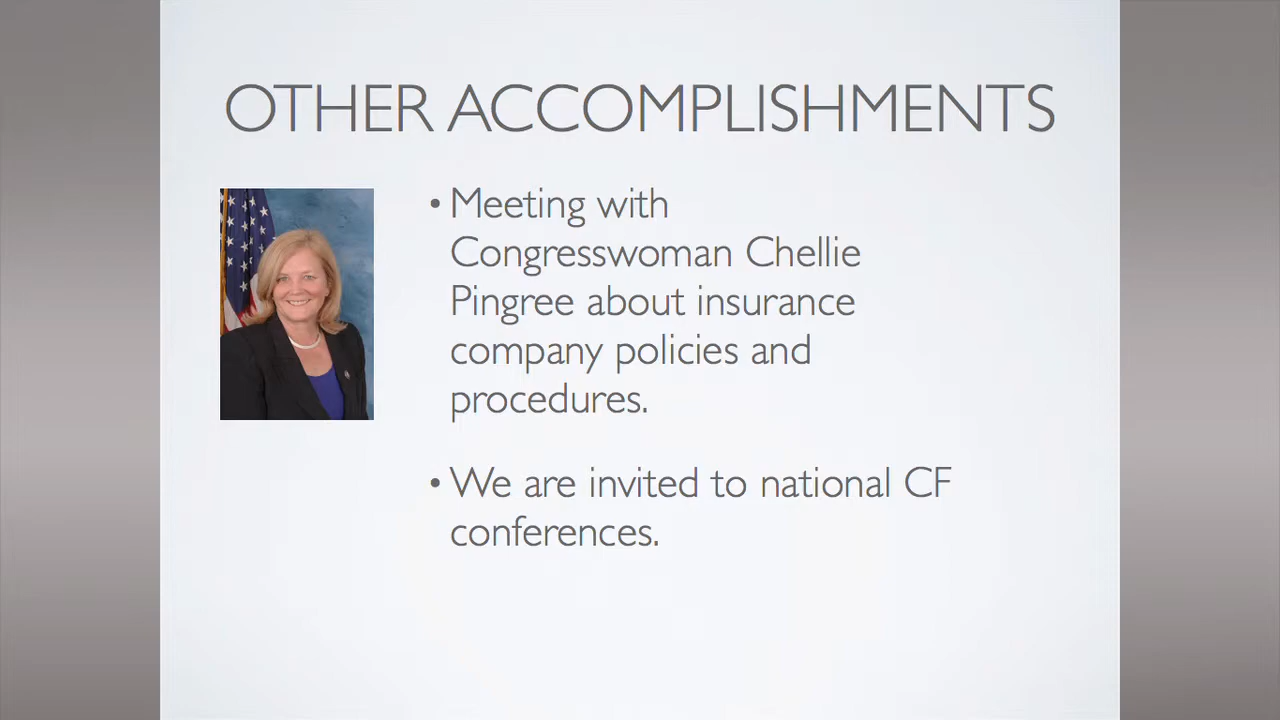 OTHER ACCOMPLISHMENTS
• Meeting with
Congresswoman Chellie
Pingree about insurance
company policies and
procedures.
• We are invited to national CF
conferences.